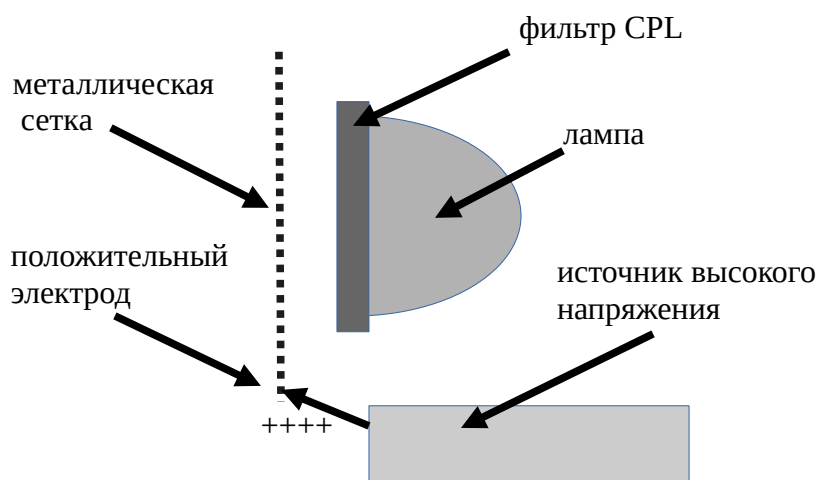 фильтр CPL
металлическая
сетка
лампа
положительный
электрод
источник высокого
напряжения
++++